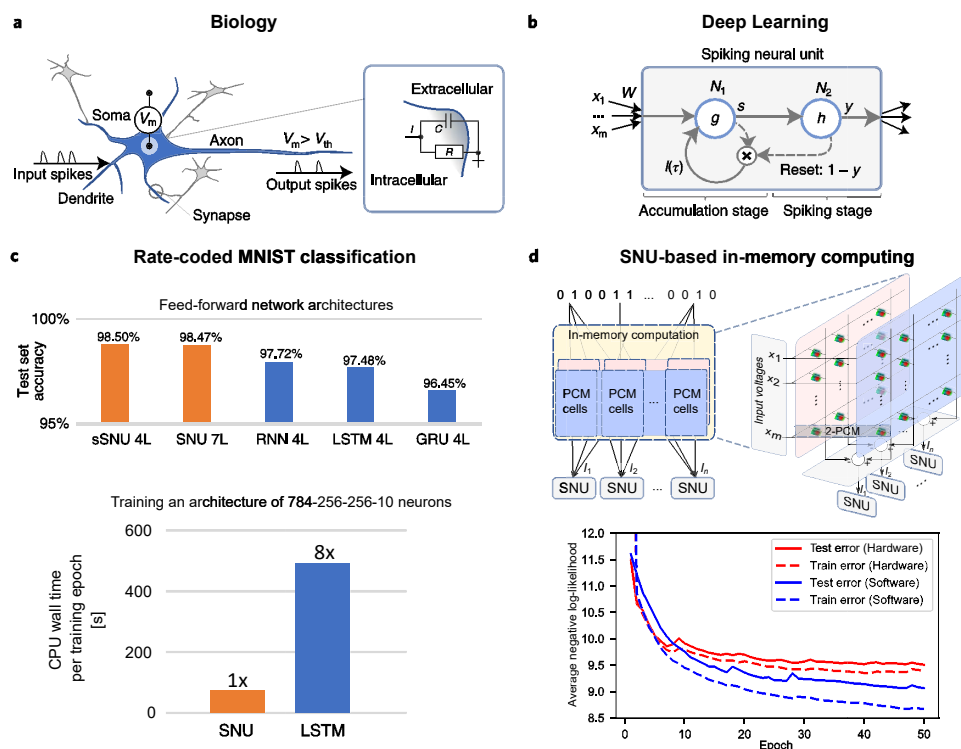 a
Biology
Soma
Vm
Axon
Vm > Vth
Input spikes
Output spikes
Dendrite
Synapse
Extracellular
I
C
R
Intracellular
b
Deep Learning
Spiking neural unit
x1
...
xm
W
N1
N2
g
s
h
y
l(τ)
Reset: 1 – y
Accumulation stage
Spiking stage
c
Rate-coded MNIST classification
Feed-forward network architectures
Test set
accuracy
100%
95%
98.50%
98.47%
97.72%
97.48%
96.45%
sSNU 4L
SNU 7L
RNN 4L
LSTM 4L
GRU 4L
Training an architecture of 784-256-256-10 neurons
CPU wall time
per training epoch
[s]
600
400
200
0
1x
8x
SNU
LSTM
d
SNU-based in-memory computing
0 1 0 0 1 1 ... 0 0 1 0
In-memory computation
PCM
cells
PCM
cells
...
PCM
cells
I1
I2
In
SNU
SNU
...
SNU
Input voltages
x1
x2
...
xm
2-PCM
+
+
+
In
SNU
I2
SNU
I1
SNU
...
Average negative log-likelihood
12.0
11.5
11.0
10.5
10.0
9.5
9.0
8.5
Test error (Hardware)
Train error (Hardware)
Test error (Software)
Train error (Software)
0
10
20
30
40
50
Epoch